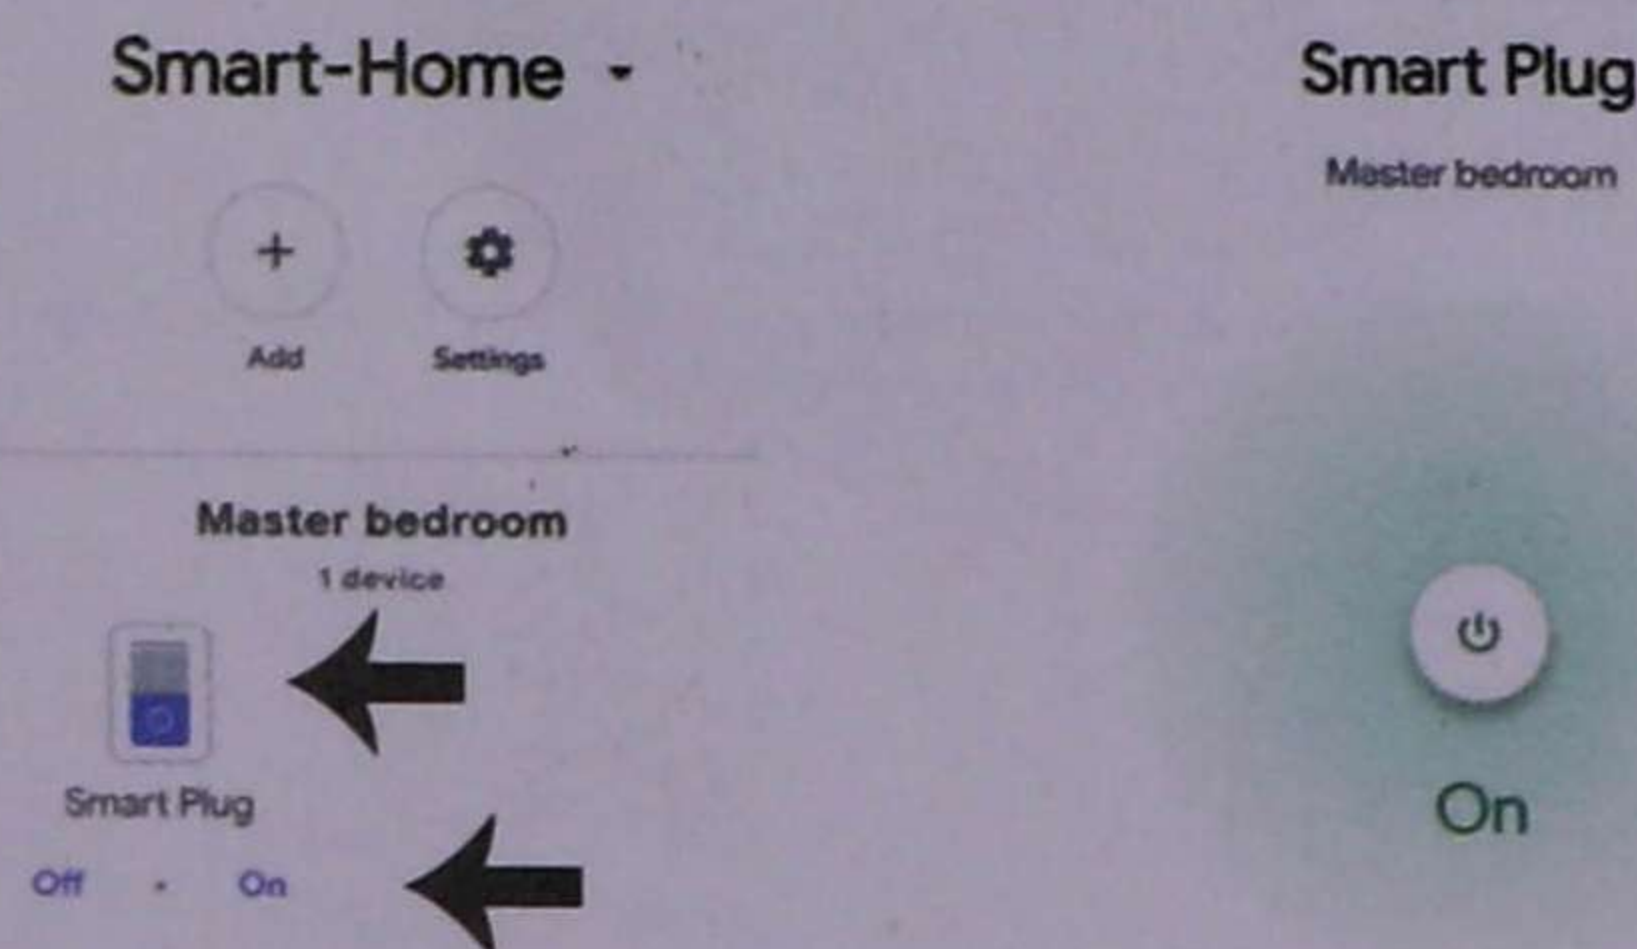 Smart-Home
Add
Settings
Master bedroom
1 device
Smart Plug
Off • On
Smart Plug
Master bedroom
On